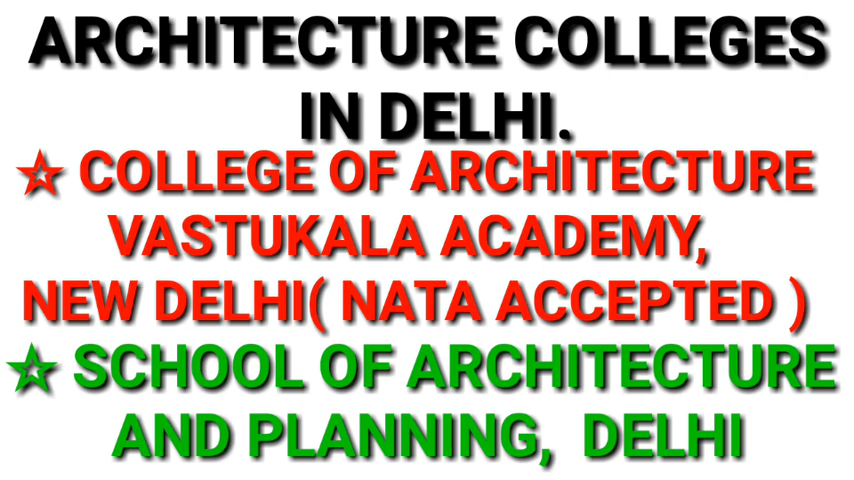 ARCHITECTURE COLLEGES
IN DELHI.
☆ COLLEGE OF ARCHITECTURE
VASTUKALA ACADEMY,
NEW DELHI( NATA ACCEPTED )
☆ SCHOOL OF ARCHITECTURE
AND PLANNING, DELHI